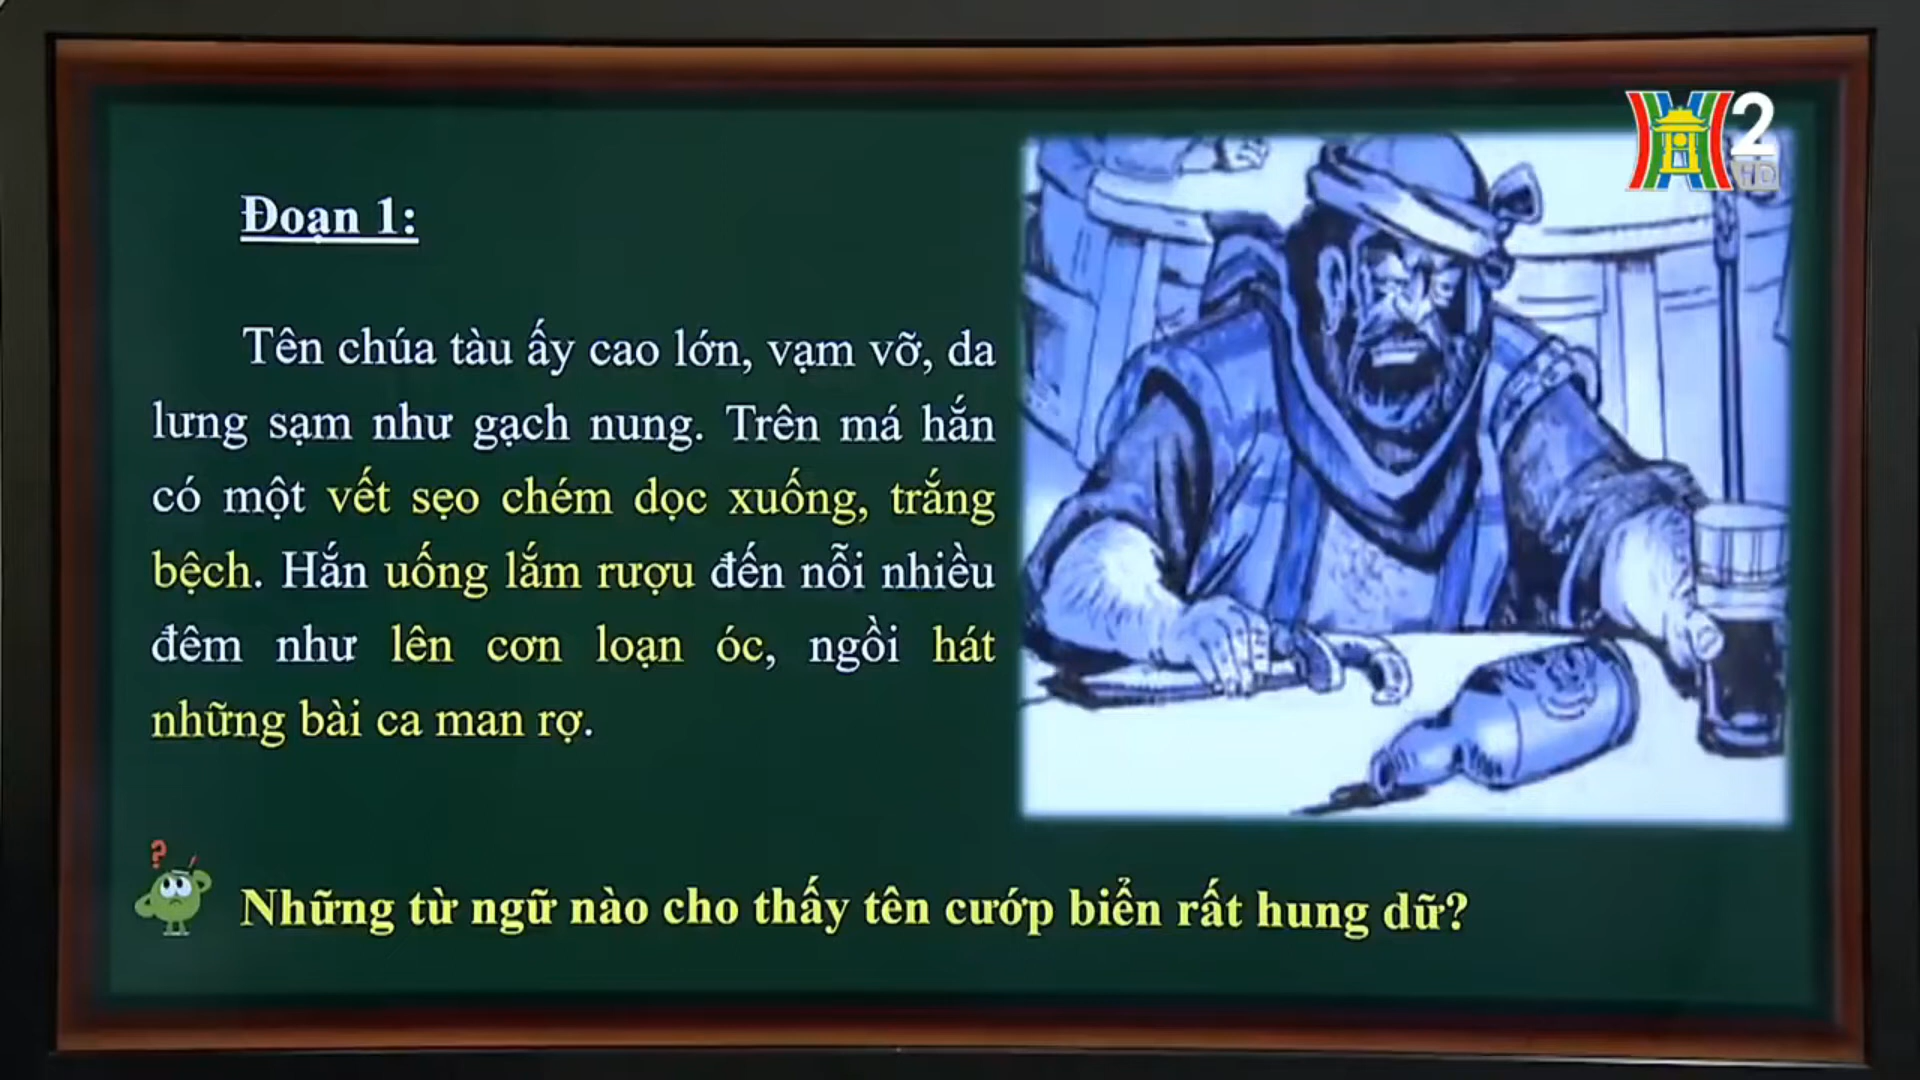 2
HD
Đoạn 1:
Tên chúa tàu ấy cao lớn, vạm vỡ, da
lưng sạm như gạch nung. Trên má hắn
có một vết sẹo chém dọc xuống, trắng
bệch. Hắn uống lắm rượu đến nỗi nhiều
đêm như lên cơn loạn óc, ngồi hát
những bài ca man rợ.
?
Những từ ngữ nào cho thấy tên cướp biển rất hung dữ?